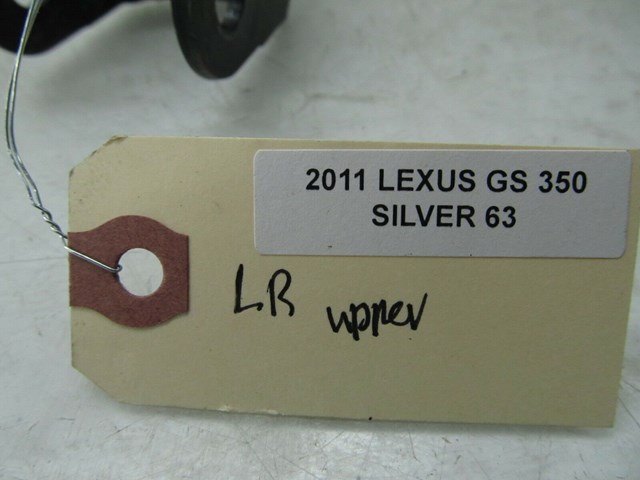 2011 LEXUS GS 350
SILVER 63
LR upper